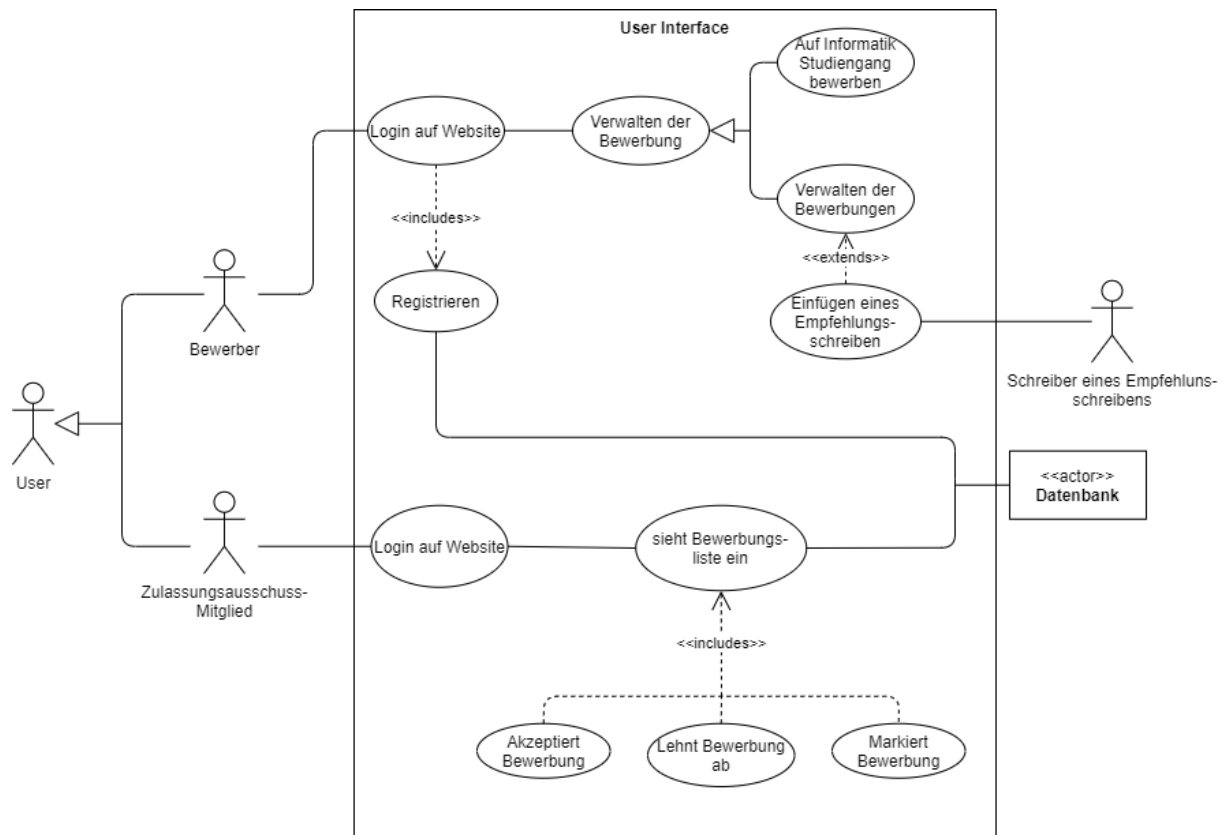 User Interface
Auf Informatik
Studiengang
bewerben
Login auf Website
Verwalten der
Bewerbung
Verwalten der
Bewerbungen
<<includes>>
<<extends>>
Registrieren
Einfügen eines
Empfehlungs-
schreiben
Bewerber
Schreiber eines Empfehluns-
schreibens
User
<<actor>>
Datenbank
Login auf Website
sieht Bewerbungs-
liste ein
Zulassungsausschuss-
Mitglied
<<includes>>
Akzeptiert
Bewerbung
Lehnt Bewerbung
ab
Markiert
Bewerbung